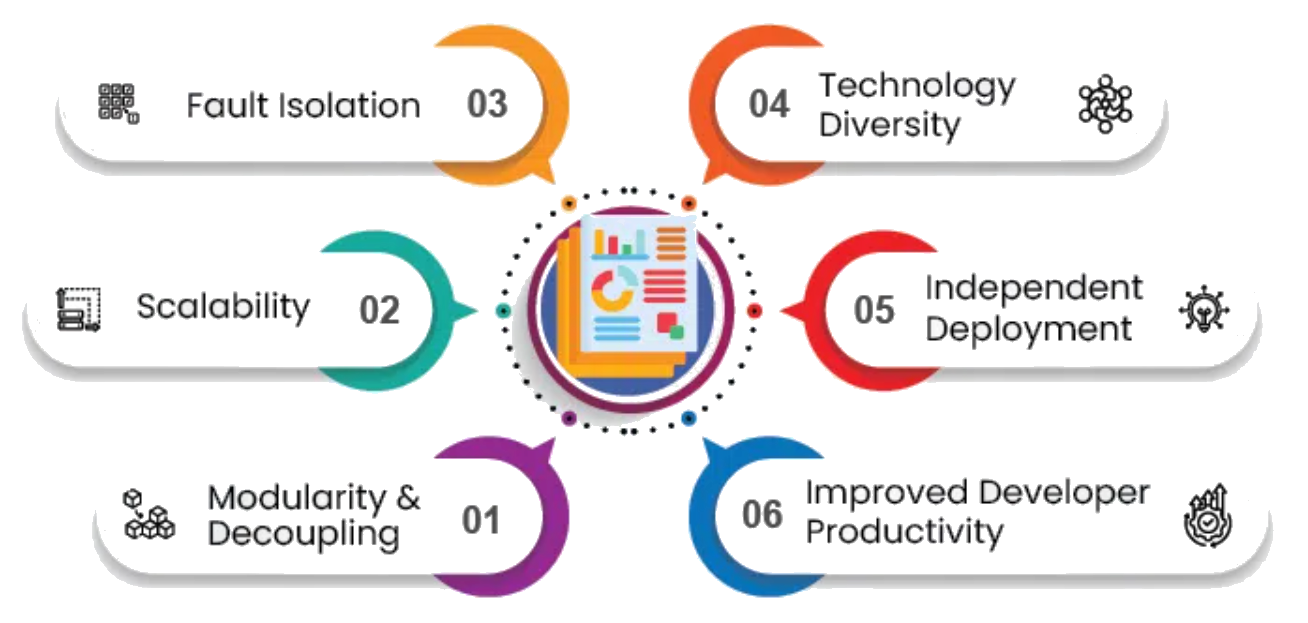 Fault Isolation 03
04 Technology
Diversity
Scalability 02
05 Independent
Deployment
Modularity &
Decoupling 01
06 Improved Developer
Productivity